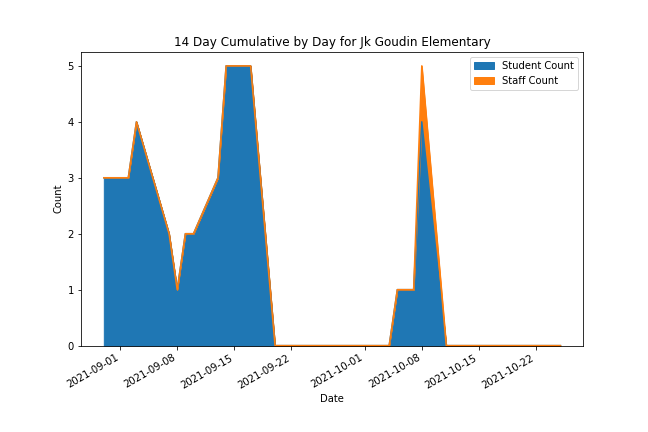 14 Day Cumulative by Day for Jk Goudin Elementary
Student Count
Staff Count
Count
5
4
3
2
1
0
2021-09-01
2021-09-08
2021-09-15
2021-09-22
2021-10-01
2021-10-08
2021-10-15
2021-10-22
Date